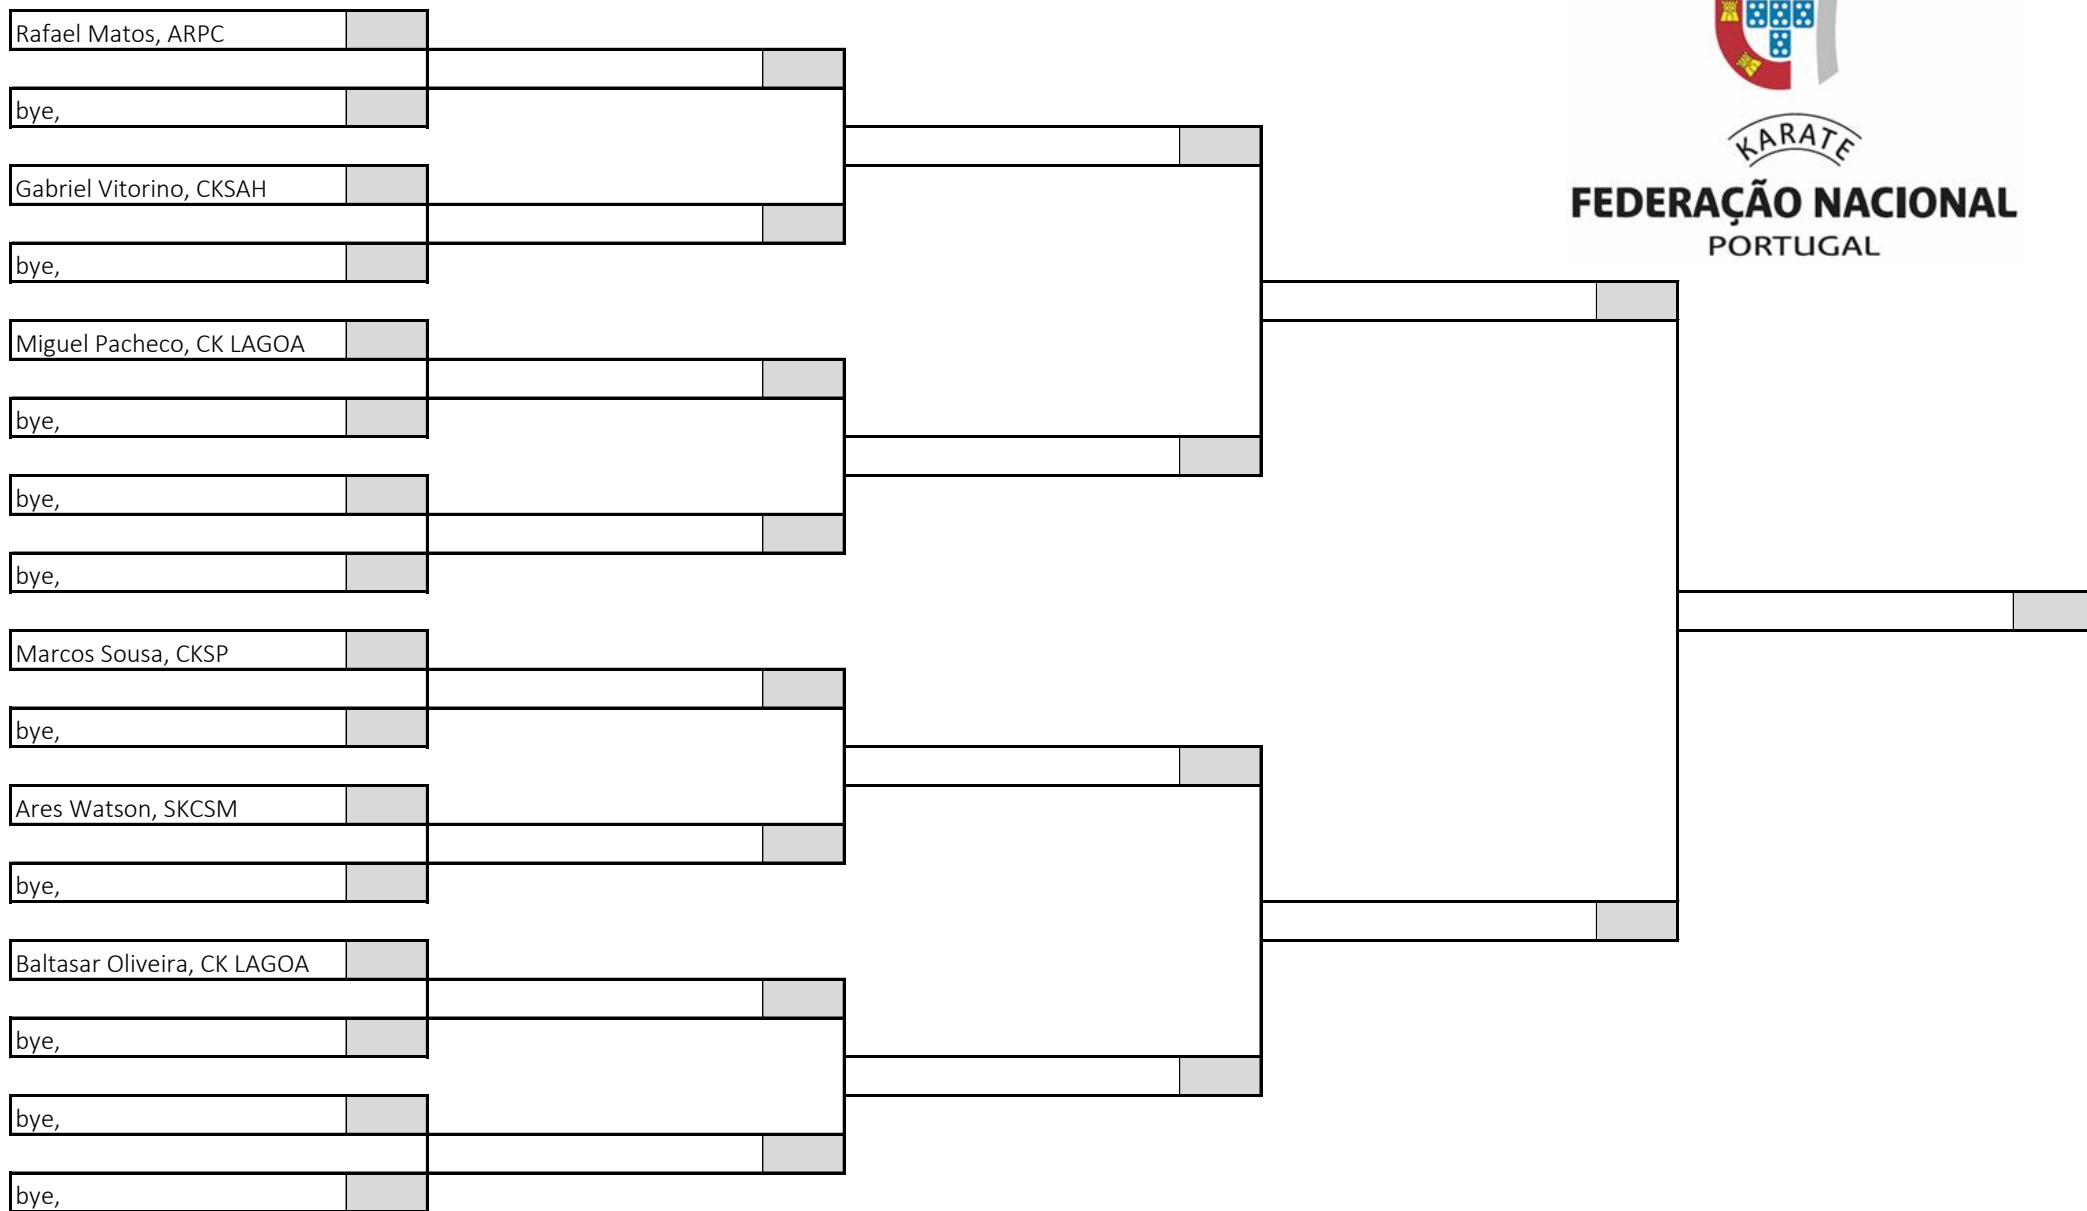 Rafael Matos, ARPC
bye,
Gabriel Vitorino, CKSAH
bye,
Miguel Pacheco, CK LAGOA
bye,
bye,
bye,
Marcos Sousa, CKSP
bye,
Ares Watson, SKCSM
bye,
Baltasar Oliveira, CK LAGOA
bye,
bye,
bye,
KARATE
FEDERAÇÃO NACIONAL
PORTUGAL